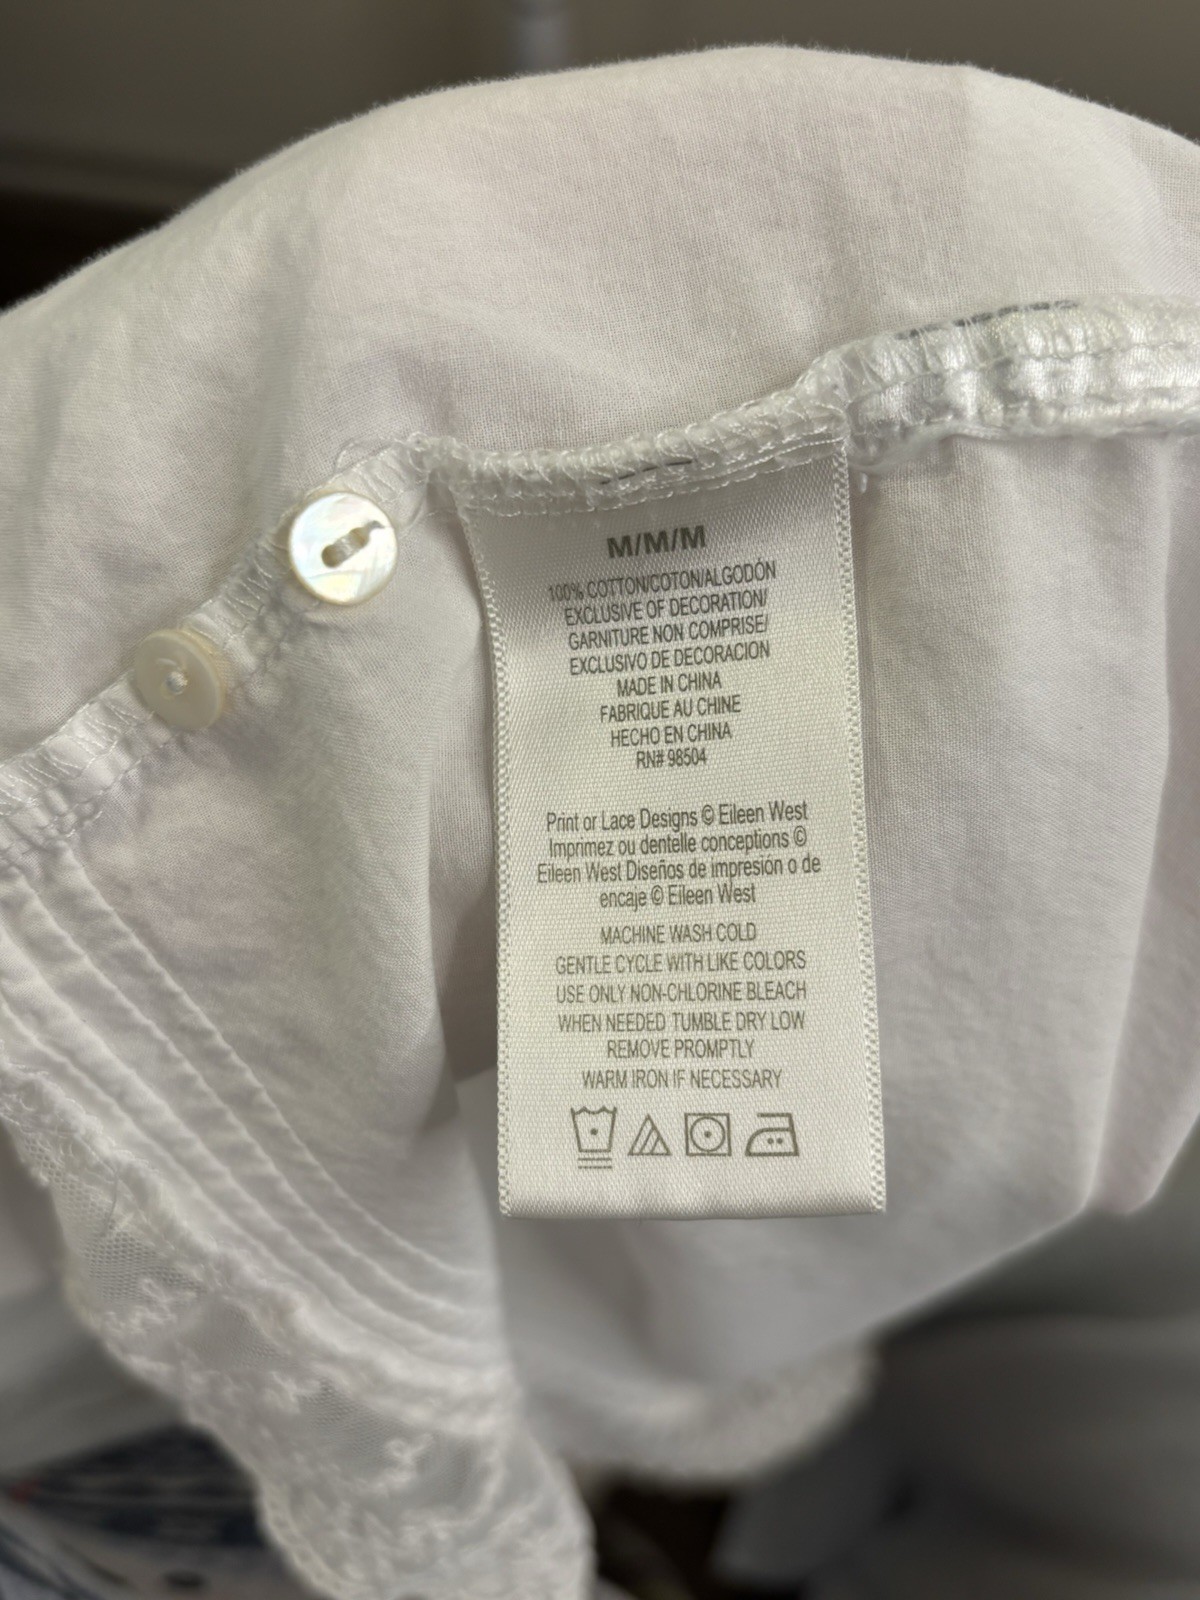 M/M/M
100% COTTON/COTON/ALGODÓN
EXCLUSIVE OF DECORATION/
GARNITURE NON COMPRISE/
EXCLUSIVO DE DECORACION
MADE IN CHINA
FABRIQUE AU CHINE
HECHO EN CHINA
RN# 98504
Print or Lace Designs © Eileen West
Imprimez ou dentelle conceptions ©
Eileen West Diseños de impresión o de
encaje © Eileen West
MACHINE WASH COLD
GENTLE CYCLE WITH LIKE COLORS
USE ONLY NON-CHLORINE BLEACH
WHEN NEEDED TUMBLE DRY LOW
REMOVE PROMPTLY
WARM IRON IF NECESSARY